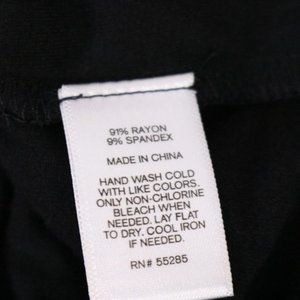 91% RAYON
9% SPANDEX
MADE IN CHINA
HAND WASH COLD
WITH LIKE COLORS.
ONLY NON-CHLORINE
BLEACH WHEN
NEEDED. LAY FLAT
TO DRY. COOL IRON
IF NEEDED.
RN# 55285